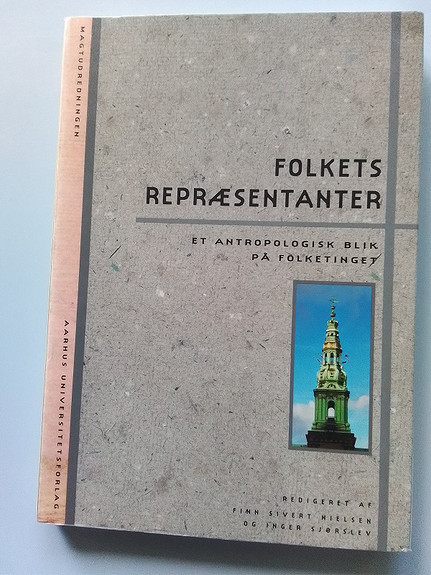 MAGTUDREDNINGEN
AARHUS UNIVERSITETSFORLAG
FOLKETS
REPRÆSENTANTER
ET ANTROPOLOGISK BLIK
PÅ FOLKETINGET
REDIGERET AF
FINN SIVERT NIELSEN
OG INGER SJØRSLEV